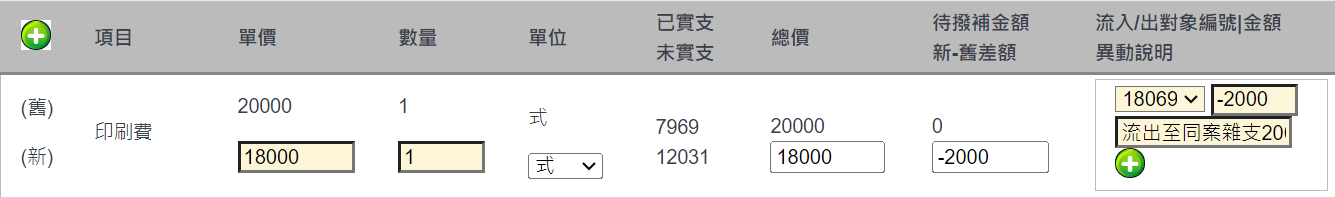 項目 單價 數量 單位 已實支 總價 待撥補金額 流入/出對象編號|金額
未實支 新-舊差額 異動說明
(舊) 印刷費 20000 1 式 7969 20000 0 18069 -2000
(新) 18000 1 式 12031 18000 -2000 流出至同案雜支20